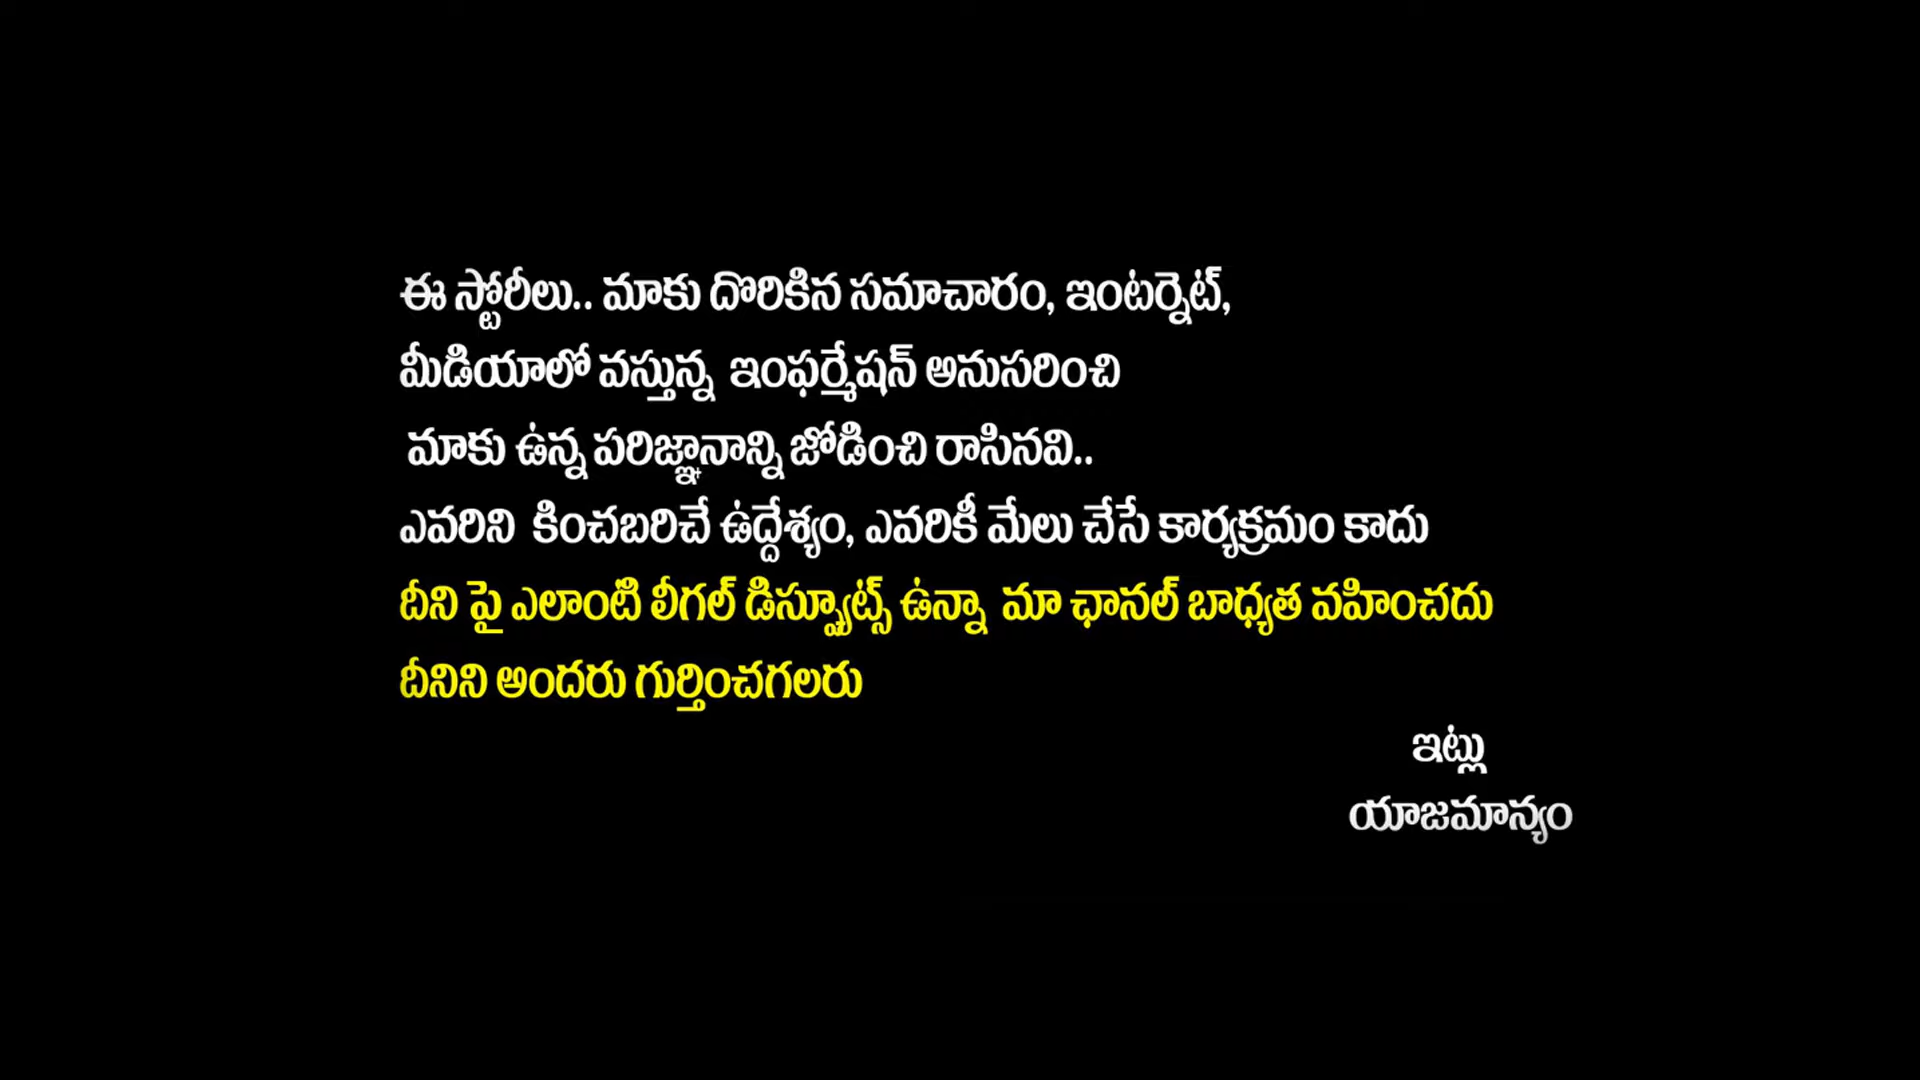 ఈ స్టోరీలు.. మాకు దొరికిన సమాచారం, ఇంటర్నెట్,
మీడియాలో వస్తున్న ఇంఫర్మేషన్ అనుసరించి
మాకు ఉన్న పరిజ్ఞానాన్ని జోడించి రాసినవి..
ఎవరిని కించబరిచే ఉద్దేశ్యం, ఎవరికీ మేలు చేసే కార్యక్రమం కాదు
దీని పై ఎలాంటి లీగల్ డిస్ప్యూట్స్ ఉన్నా మా ఛానల్ బాధ్యత వహించదు
దీనిని అందరు గుర్తించగలరు
ఇట్లు
యాజమాన్యం